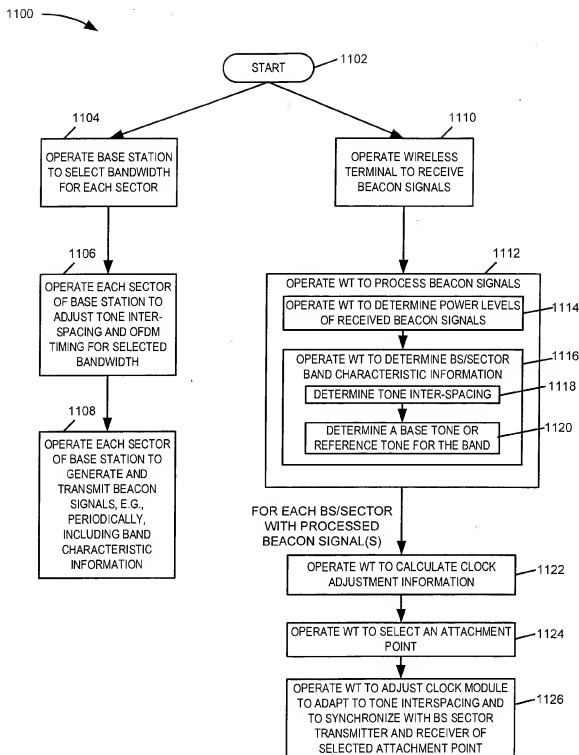 1100
START
1102
1104
OPERATE BASE STATION
TO SELECT BANDWIDTH
FOR EACH SECTOR
1106
OPERATE EACH SECTOR
OF BASE STATION TO
ADJUST TONE INTER-
SPACING AND OFDM
TIMING FOR SELECTED
BANDWIDTH
1108
OPERATE EACH SECTOR
OF BASE STATION TO
GENERATE AND
TRANSMIT BEACON
SIGNALS, E.G.,
PERIODICALLY,
INCLUDING BAND
CHARACTERISTIC
INFORMATION
1110
OPERATE WIRELESS
TERMINAL TO RECEIVE
BEACON SIGNALS
1112
OPERATE WT TO PROCESS BEACON SIGNALS
OPERATE WT TO DETERMINE POWER LEVELS
OF RECEIVED BEACON SIGNALS
1114
OPERATE WT TO DETERMINE BS/SECTOR
BAND CHARACTERISTIC INFORMATION
1116
DETERMINE TONE INTER-SPACING
1118
DETERMINE A BASE TONE OR
REFERENCE TONE FOR THE BAND
1120
FOR EACH BS/SECTOR
WITH PROCESSED
BEACON SIGNAL(S)
OPERATE WT TO CALCULATE CLOCK
ADJUSTMENT INFORMATION
1122
OPERATE WT TO SELECT AN ATTACHMENT
POINT
1124
OPERATE WT TO ADJUST CLOCK MODULE
TO ADAPT TO TONE INTERSPACING AND
TO SYNCHRONIZE WITH BS SECTOR
TRANSMITTER AND RECEIVER OF
SELECTED ATTACHMENT POINT
1126